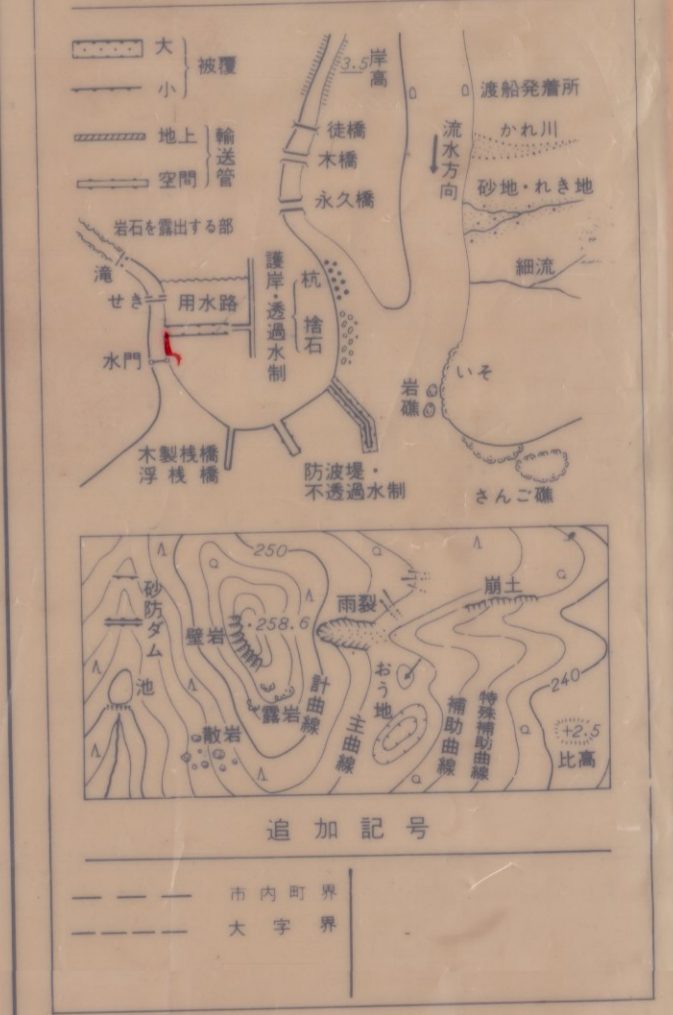 大
小
被覆
地上
空間
輸送管
3.5
岸高
徒橋
木橋
永久橋
流水方向
渡船発着所
かれ川
砂地・れき地
細流
岩石を露出する部
滝
せき
用水路
水門
護岸・透過水制
杭
捨石
いそ
岩礁
さんご礁
木製桟橋
浮桟橋
防波堤・
不透過水制
250
砂防ダム
壁岩
258.6
雨裂
崩土
池
露岩
散岩
計曲線
主曲線
おう地
補助曲線
特殊補助曲線
240
+2.5
比高
追加記号
市内町界
大字界